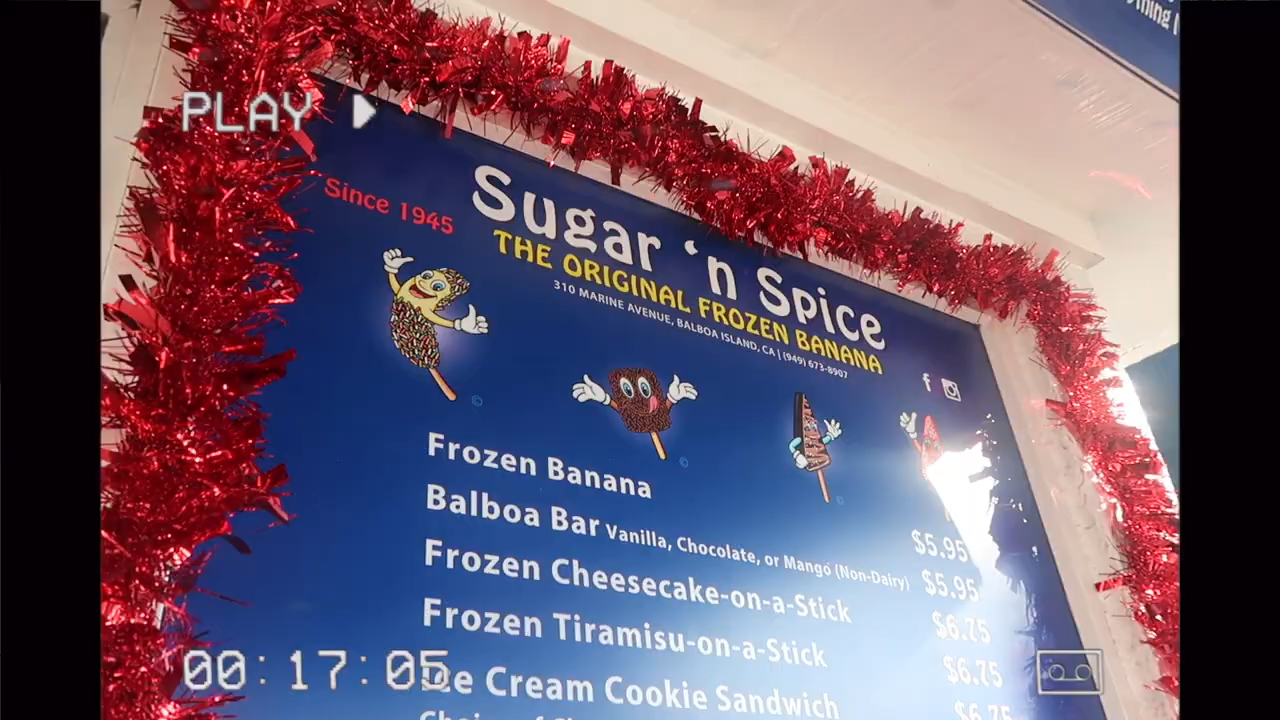 PLAY
Since 1945
Sugar 'n Spice
THE ORIGINAL FROZEN BANANA
310 MARINE AVENUE, BALBOA ISLAND, CA | (949) 673-8907
Frozen Banana $5.95
Balboa Bar Vanilla, Chocolate, or Mango (Non-Dairy) $5.95
Frozen Cheesecake-on-a-Stick $6.75
Frozen Tiramisu-on-a-Stick $6.75
Ice Cream Cookie Sandwich $6.75
00:17:05